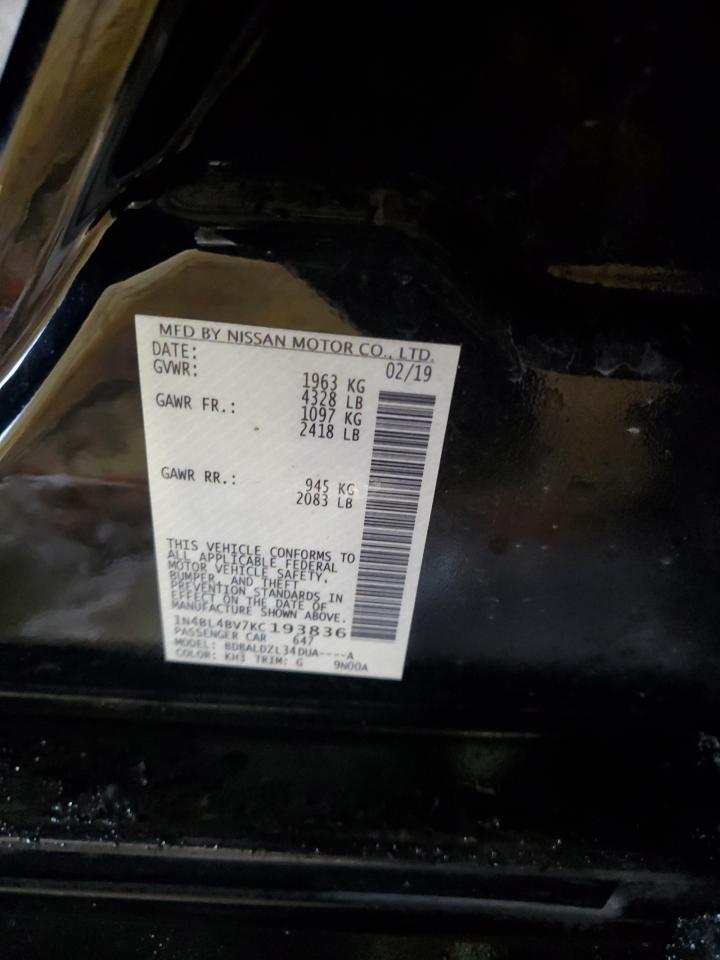 MFD BY NISSAN MOTOR CO., LTD.
DATE: 02/19
GVWR: 1963 KG
4328 LB
GAWR FR.: 1097 KG
2418 LB
GAWR RR.: 945 KG
2083 LB
THIS VEHICLE CONFORMS TO
ALL APPLICABLE FEDERAL
MOTOR VEHICLE SAFETY,
BUMPER, AND THEFT
PREVENTION STANDARDS IN
EFFECT ON THE DATE OF
MANUFACTURE SHOWN ABOVE.
1N4BL4BV7KC193836
PASSENGER CAR 647
MODEL: BDBALDZL34DUA----A
COLOR: KH3 TRIM: G 9N00A